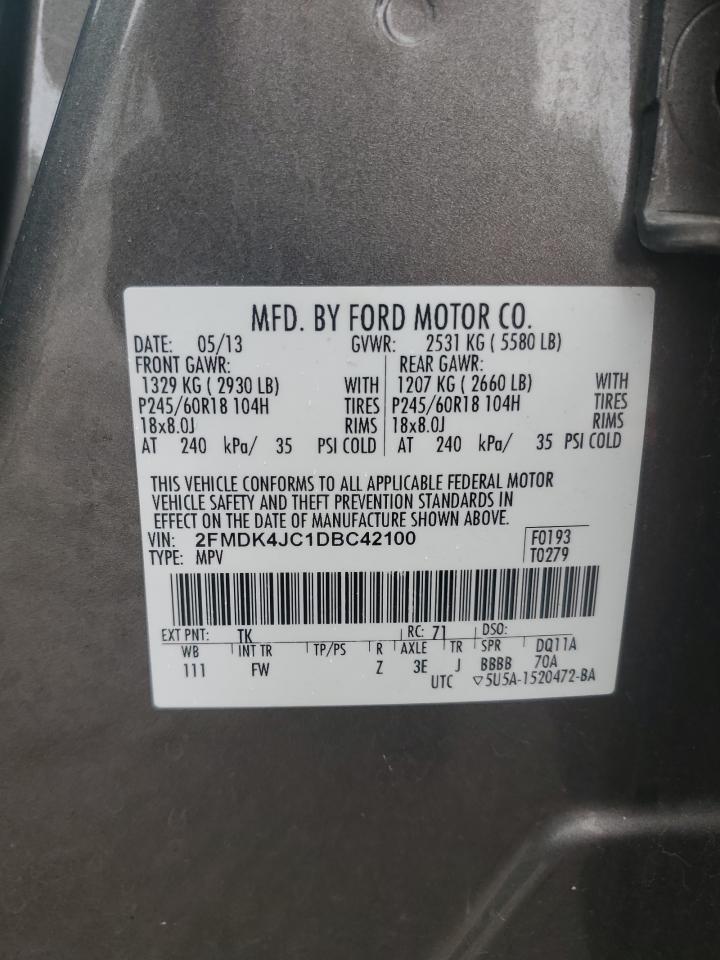 MFD. BY FORD MOTOR CO.
DATE: 05/13 GVWR: 2531 KG ( 5580 LB)
FRONT GAWR: REAR GAWR:
1329 KG ( 2930 LB) WITH 1207 KG ( 2660 LB) WITH
P245/60R18 104H TIRES P245/60R18 104H TIRES
18x8.0J RIMS 18x8.0J RIMS
AT 240 kPa/ 35 PSI COLD AT 240 kPa/ 35 PSI COLD
THIS VEHICLE CONFORMS TO ALL APPLICABLE FEDERAL MOTOR
VEHICLE SAFETY AND THEFT PREVENTION STANDARDS IN
EFFECT ON THE DATE OF MANUFACTURE SHOWN ABOVE.
VIN: 2FMDK4JC1DBC42100 F0193
TYPE: MPV T0279
EXT PNT: TK RC: 71 DSO:
WB INT TR TP/PS R AXLE TR SPR DQ11A
111 FW Z 3E J BBBB 70A
UTC ▽5U5A-1520472-BA